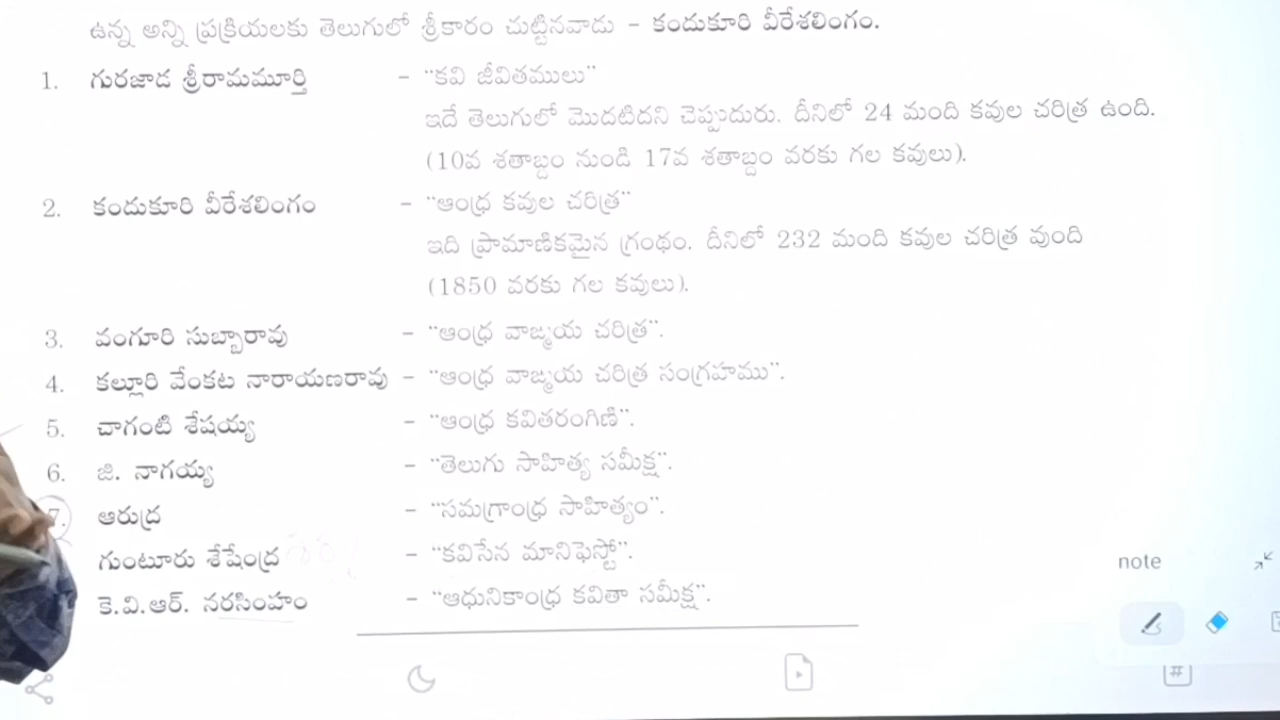 ఉన్న అన్ని ప్రక్రియలకు తెలుగులో శ్రీకారం చుట్టినవాడు - కందుకూరి వీరేశలింగం.
1. గురజాడ శ్రీరామమూర్తి - "కవి జీవితములు"
ఇదే తెలుగులో మొదటిదని చెప్పుదురు. దీనిలో 24 మంది కవుల చరిత్ర ఉంది.
(10వ శతాబ్దం నుండి 17వ శతాబ్దం వరకు గల కవులు).
2. కందుకూరి వీరేశలింగం - "ఆంధ్ర కవుల చరిత్ర"
ఇది ప్రామాణికమైన గ్రంథం. దీనిలో 232 మంది కవుల చరిత్ర వుంది
(1850 వరకు గల కవులు).
3. వంగూరి సుబ్బారావు - "ఆంధ్ర వాఙ్మయ చరిత్ర".
4. కల్లూరి వేంకట నారాయణరావు - "ఆంధ్ర వాఙ్మయ చరిత్ర సంగ్రహము".
5. చాగంటి శేషయ్య - "ఆంధ్ర కవితరంగిణి".
6. జి. నాగయ్య - "తెలుగు సాహిత్య సమీక్ష".
7. ఆరుద్ర - "సమగ్రాంధ్ర సాహిత్యం".
గుంటూరు శేషేంద్ర - "కవిసేన మానిఫెస్టో".
కె.వి.ఆర్. నరసింహం - "ఆధునికాంధ్ర కవితా సమీక్ష".
note
#